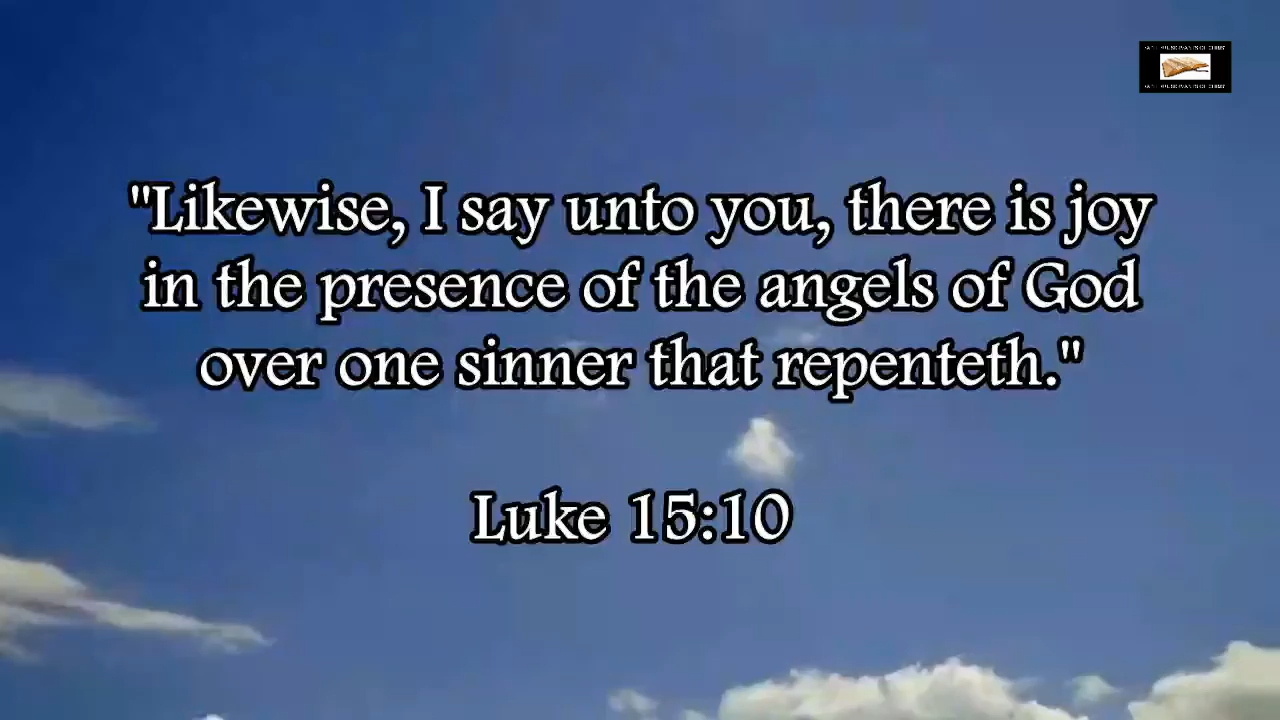 "Likewise, I say unto you, there is joy
in the presence of the angels of God
over one sinner that repenteth."
Luke 15:10